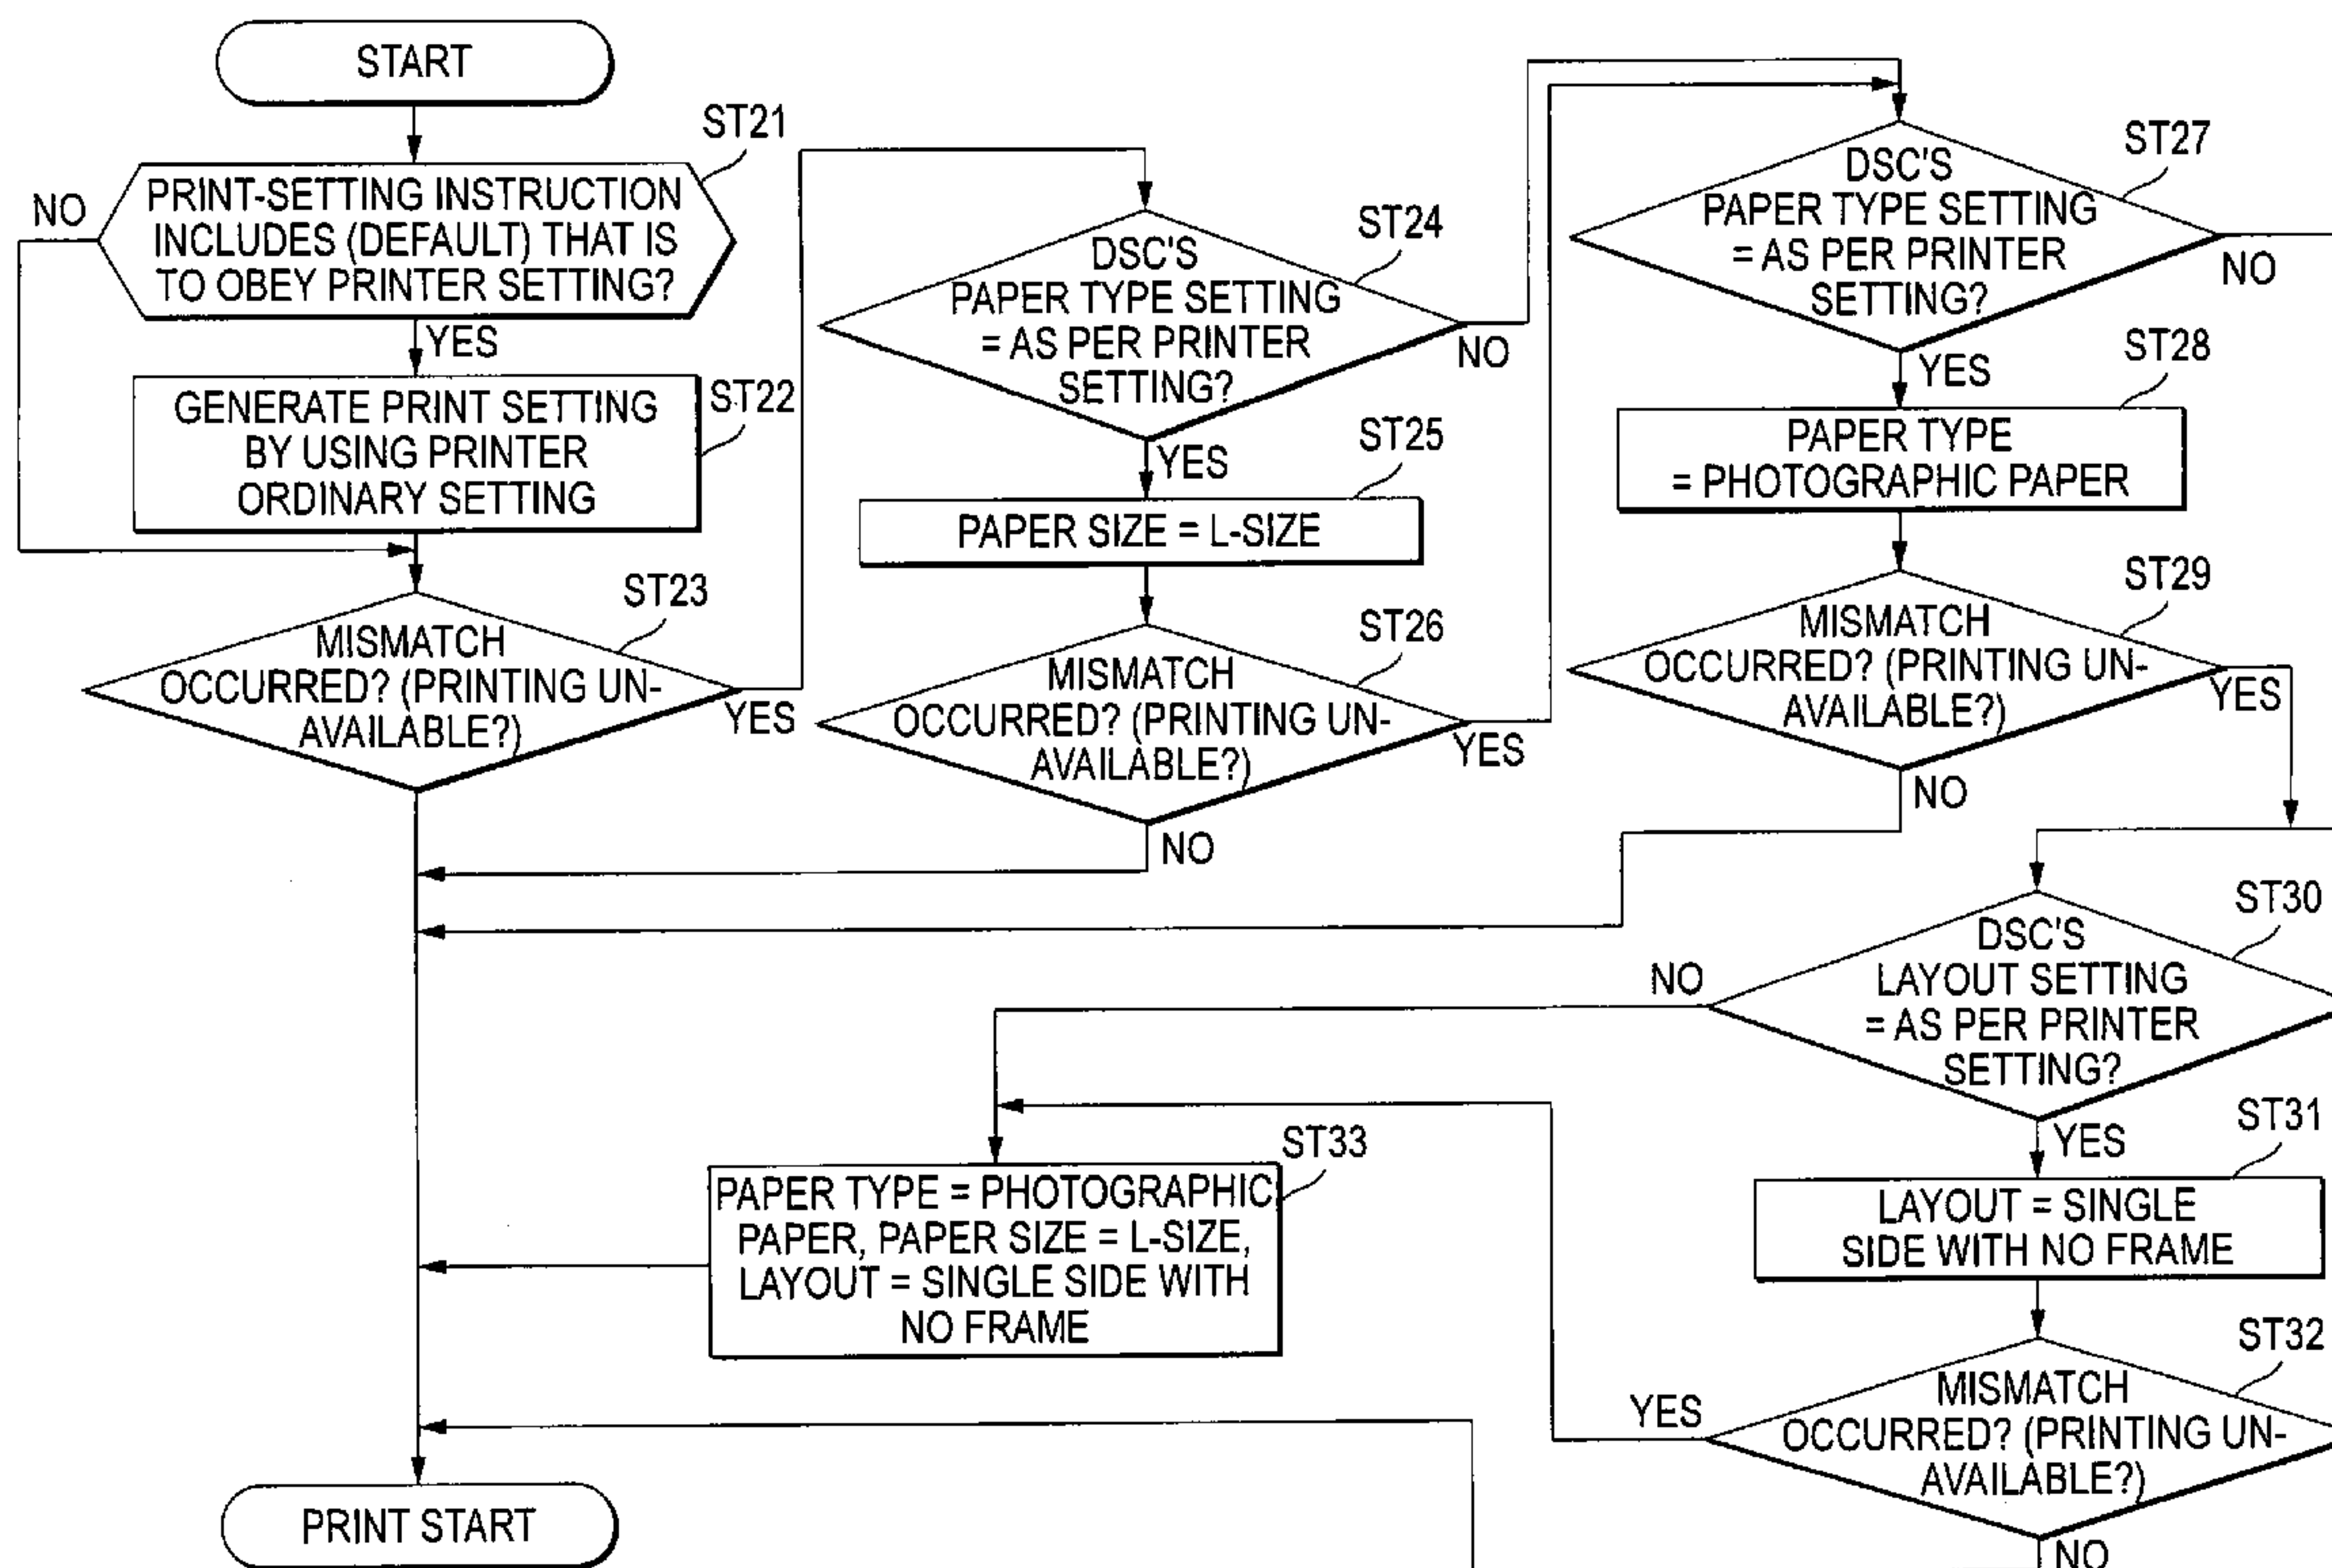 START
ST21
NO
PRINT-SETTING INSTRUCTION
INCLUDES (DEFAULT) THAT IS
TO OBEY PRINTER SETTING?
YES
ST22
GENERATE PRINT SETTING
BY USING PRINTER
ORDINARY SETTING
ST23
MISMATCH
OCCURRED? (PRINTING UN-
AVAILABLE?)
YES
ST24
DSC'S
PAPER TYPE SETTING
= AS PER PRINTER
SETTING?
NO
YES
ST25
PAPER SIZE = L-SIZE
ST26
MISMATCH
OCCURRED? (PRINTING UN-
AVAILABLE?)
YES
NO
ST27
DSC'S
PAPER TYPE SETTING
= AS PER PRINTER
SETTING?
NO
YES
ST28
PAPER TYPE
= PHOTOGRAPHIC PAPER
ST29
MISMATCH
OCCURRED? (PRINTING UN-
AVAILABLE?)
YES
NO
ST30
DSC'S
LAYOUT SETTING
= AS PER PRINTER
SETTING?
NO
YES
ST31
LAYOUT = SINGLE
SIDE WITH NO FRAME
ST32
MISMATCH
OCCURRED? (PRINTING UN-
AVAILABLE?)
YES
NO
ST33
PAPER TYPE = PHOTOGRAPHIC
PAPER, PAPER SIZE = L-SIZE,
LAYOUT = SINGLE SIDE WITH
NO FRAME
PRINT START